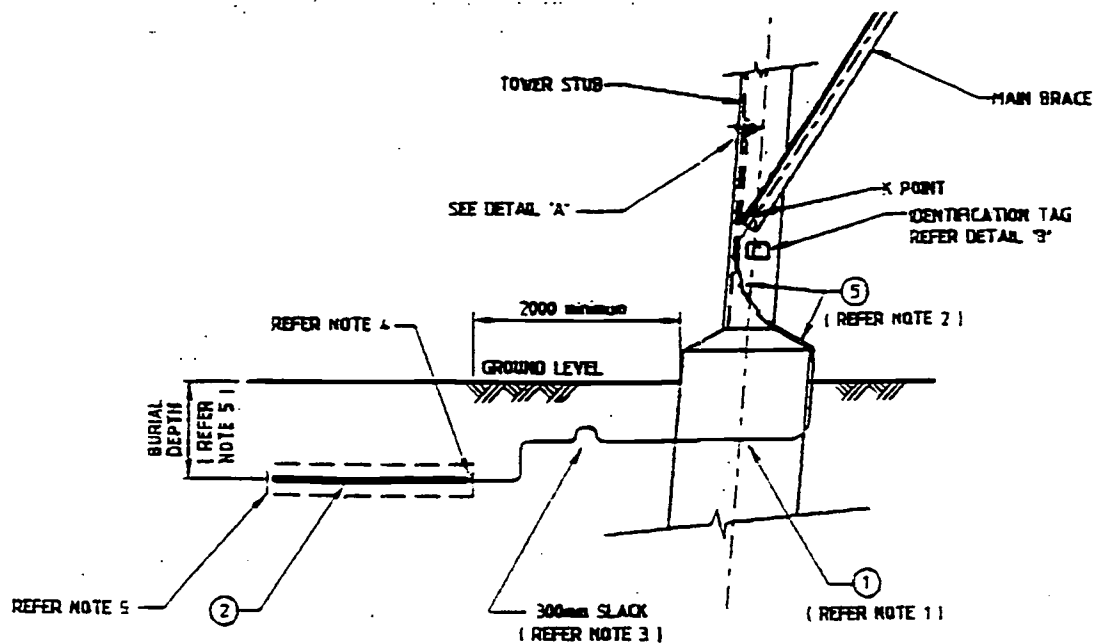 TOWER STUB
MAIN BRACE
SEE DETAIL "A"
K POINT
IDENTIFICATION TAG
REFER DETAIL "B"
5
( REFER NOTE 2 )
2000 minimum
REFER NOTE 4
GROUND LEVEL
BURIAL
DEPTH
( REFER
NOTE 5 )
REFER NOTE 5
2
300mm SLACK
( REFER NOTE 3 )
1
( REFER NOTE 1 )